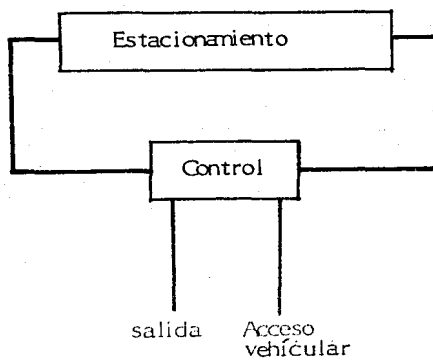 Estacionamiento
Control
salida
Acceso
vehícular